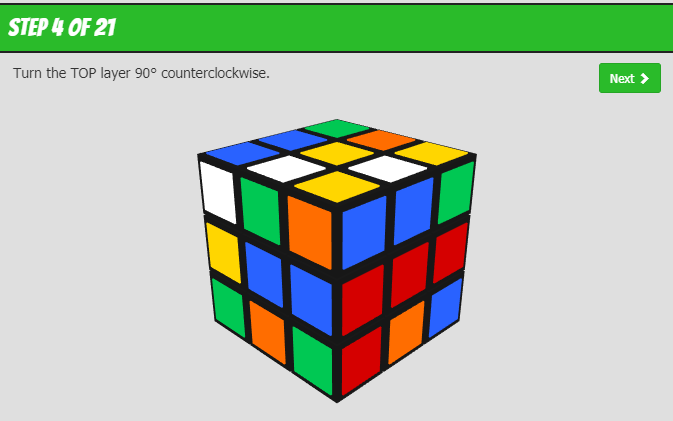 STEP 4 OF 21
Turn the TOP layer 90° counterclockwise.
Next